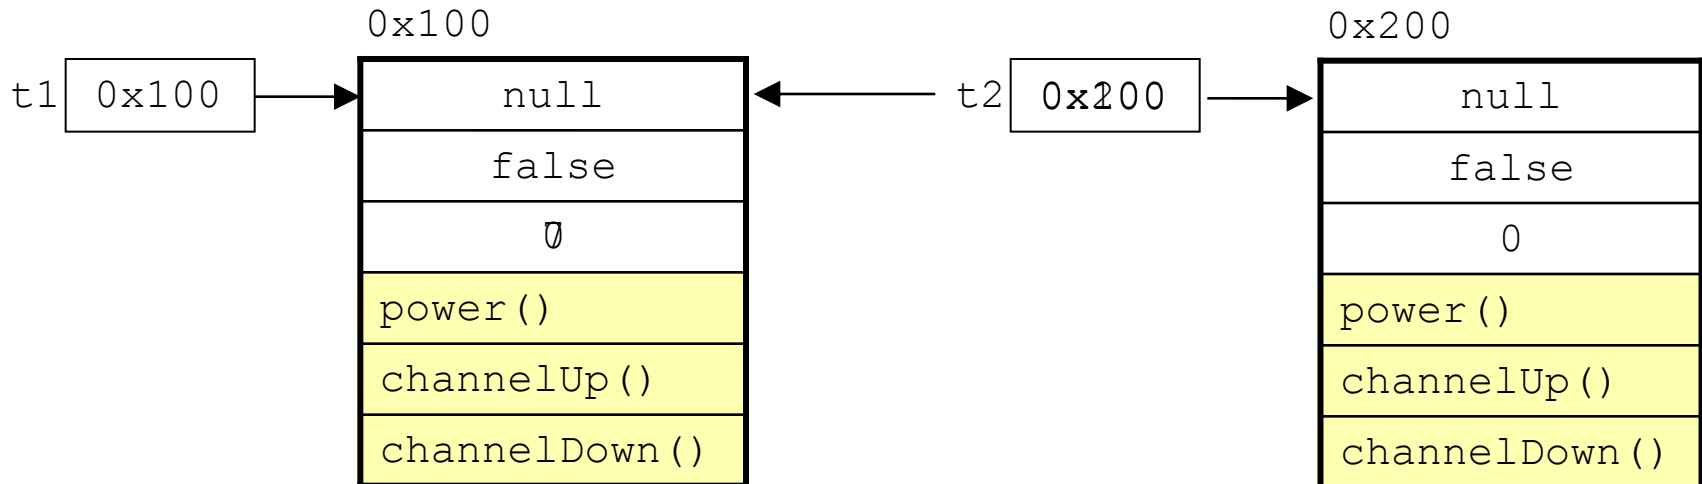 0x100
0x200
t1 0x100
null
t2
null
false
false
0
power()
power()
channelUp()
channelUp()
channelDown()
channelDown()